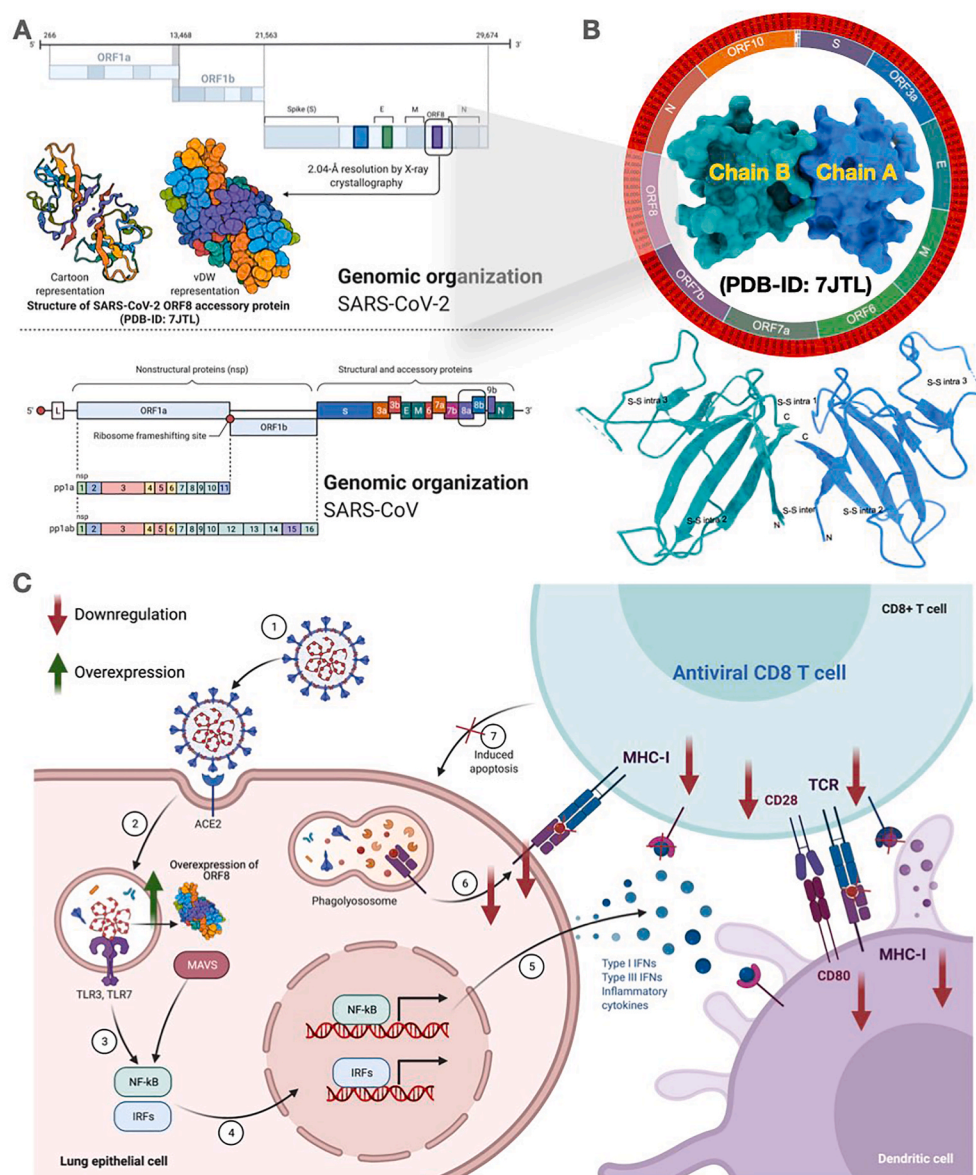 A
266
13,468
21,563
29,674
5'
3'
ORF1a
ORF1b
Spike (S)
E
M
ORF8
N
2.04-Å resolution by X-ray
crystallography
Cartoon
representation
vDW
representation
Structure of SARS-CoV-2 ORF8 accessory protein
(PDB-ID: 7JTL)
Genomic organization
SARS-CoV-2
Nonstructural proteins (nsp)
Structural and accessory proteins
5'
L
ORF1a
ORF1b
S
3a
3b
E
M
6
7a
7b
8a
8b
9b
N
3'
Ribosome frameshifting site
nsp
pp1a
1 2 3 4 5 6 7 8 9 10 11
nsp
pp1ab
1 2 3 4 5 6 7 8 9 10 12 13 14 15 16
Genomic organization
SARS-CoV
B
ORF10
S
ORF3a
E
M
ORF6
ORF7a
ORF7b
ORF8
N
Chain B
Chain A
(PDB-ID: 7JTL)
S-S intra 3
S-S intra 1
C
C
S-S intra 3
S-S intra 2
S-S inter
S-S intra 2
N
N
C
Downregulation
Overexpression
1
ACE2
2
Overexpression of
ORF8
TLR3, TLR7
MAVS
3
NF-kB
IRFs
4
Lung epithelial cell
Phagolyososome
6
7
Induced
apoptosis
NF-kB
IRFs
5
Type I IFNs
Type III IFNs
Inflammatory
cytokines
CD8+ T cell
Antiviral CD8 T cell
MHC-I
CD28
TCR
CD80
MHC-I
Dendritic cell